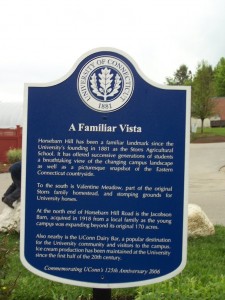 UNIVERSITY OF CONNECTICUT
1881
A Familiar Vista
Horsebarn Hill has been a familiar landmark since the
University's founding in 1881 as the Storrs Agricultural
School. It has offered successive generations of students
a breathtaking view of the changing campus landscape
as well as a picturesque snapshot of the Eastern
Connecticut countryside.
To the south is Valentine Meadow, part of the original
Storrs family homestead, and stomping grounds for
University horses.
At the north end of Horsebarn Hill Road is the Jacobson
Barn, acquired in 1918 from a local family as the young
campus was expanding beyond its original 170 acres.
Also nearby is the UConn Dairy Bar, a popular destination
for the University community and visitors to the campus.
Ice cream production has been maintained at the University
since the first half of the 20th century.
Commemorating UConn's 125th Anniversary 2006